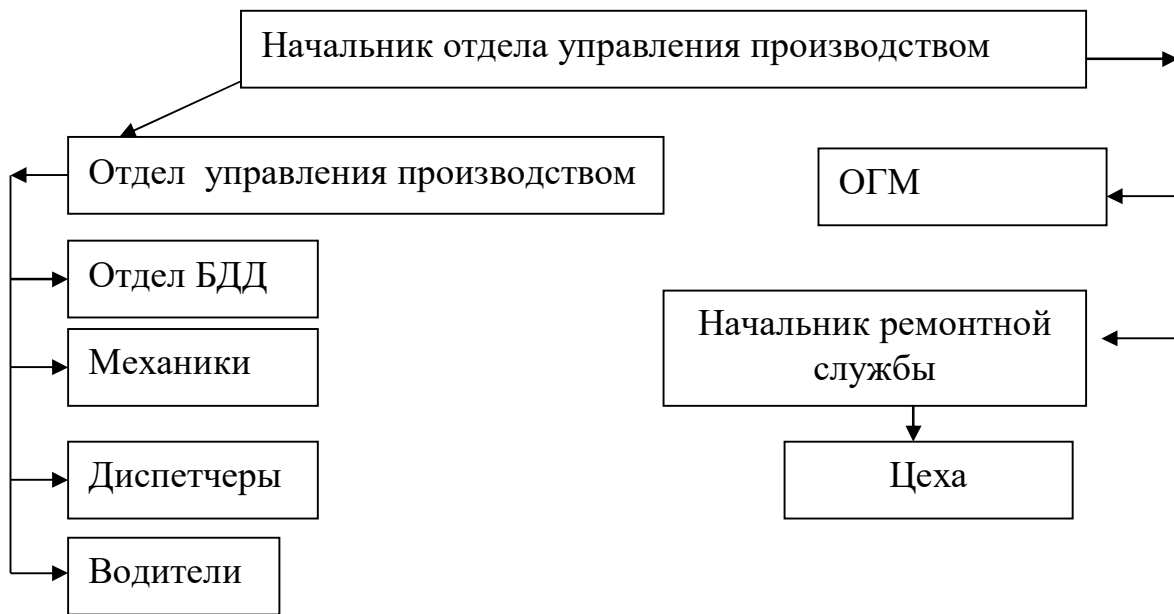 Начальник отдела управления производством
Отдел управления производством
ОГМ
Отдел БДД
Начальник ремонтной
службы
Механики
Диспетчеры
Цеха
Водители